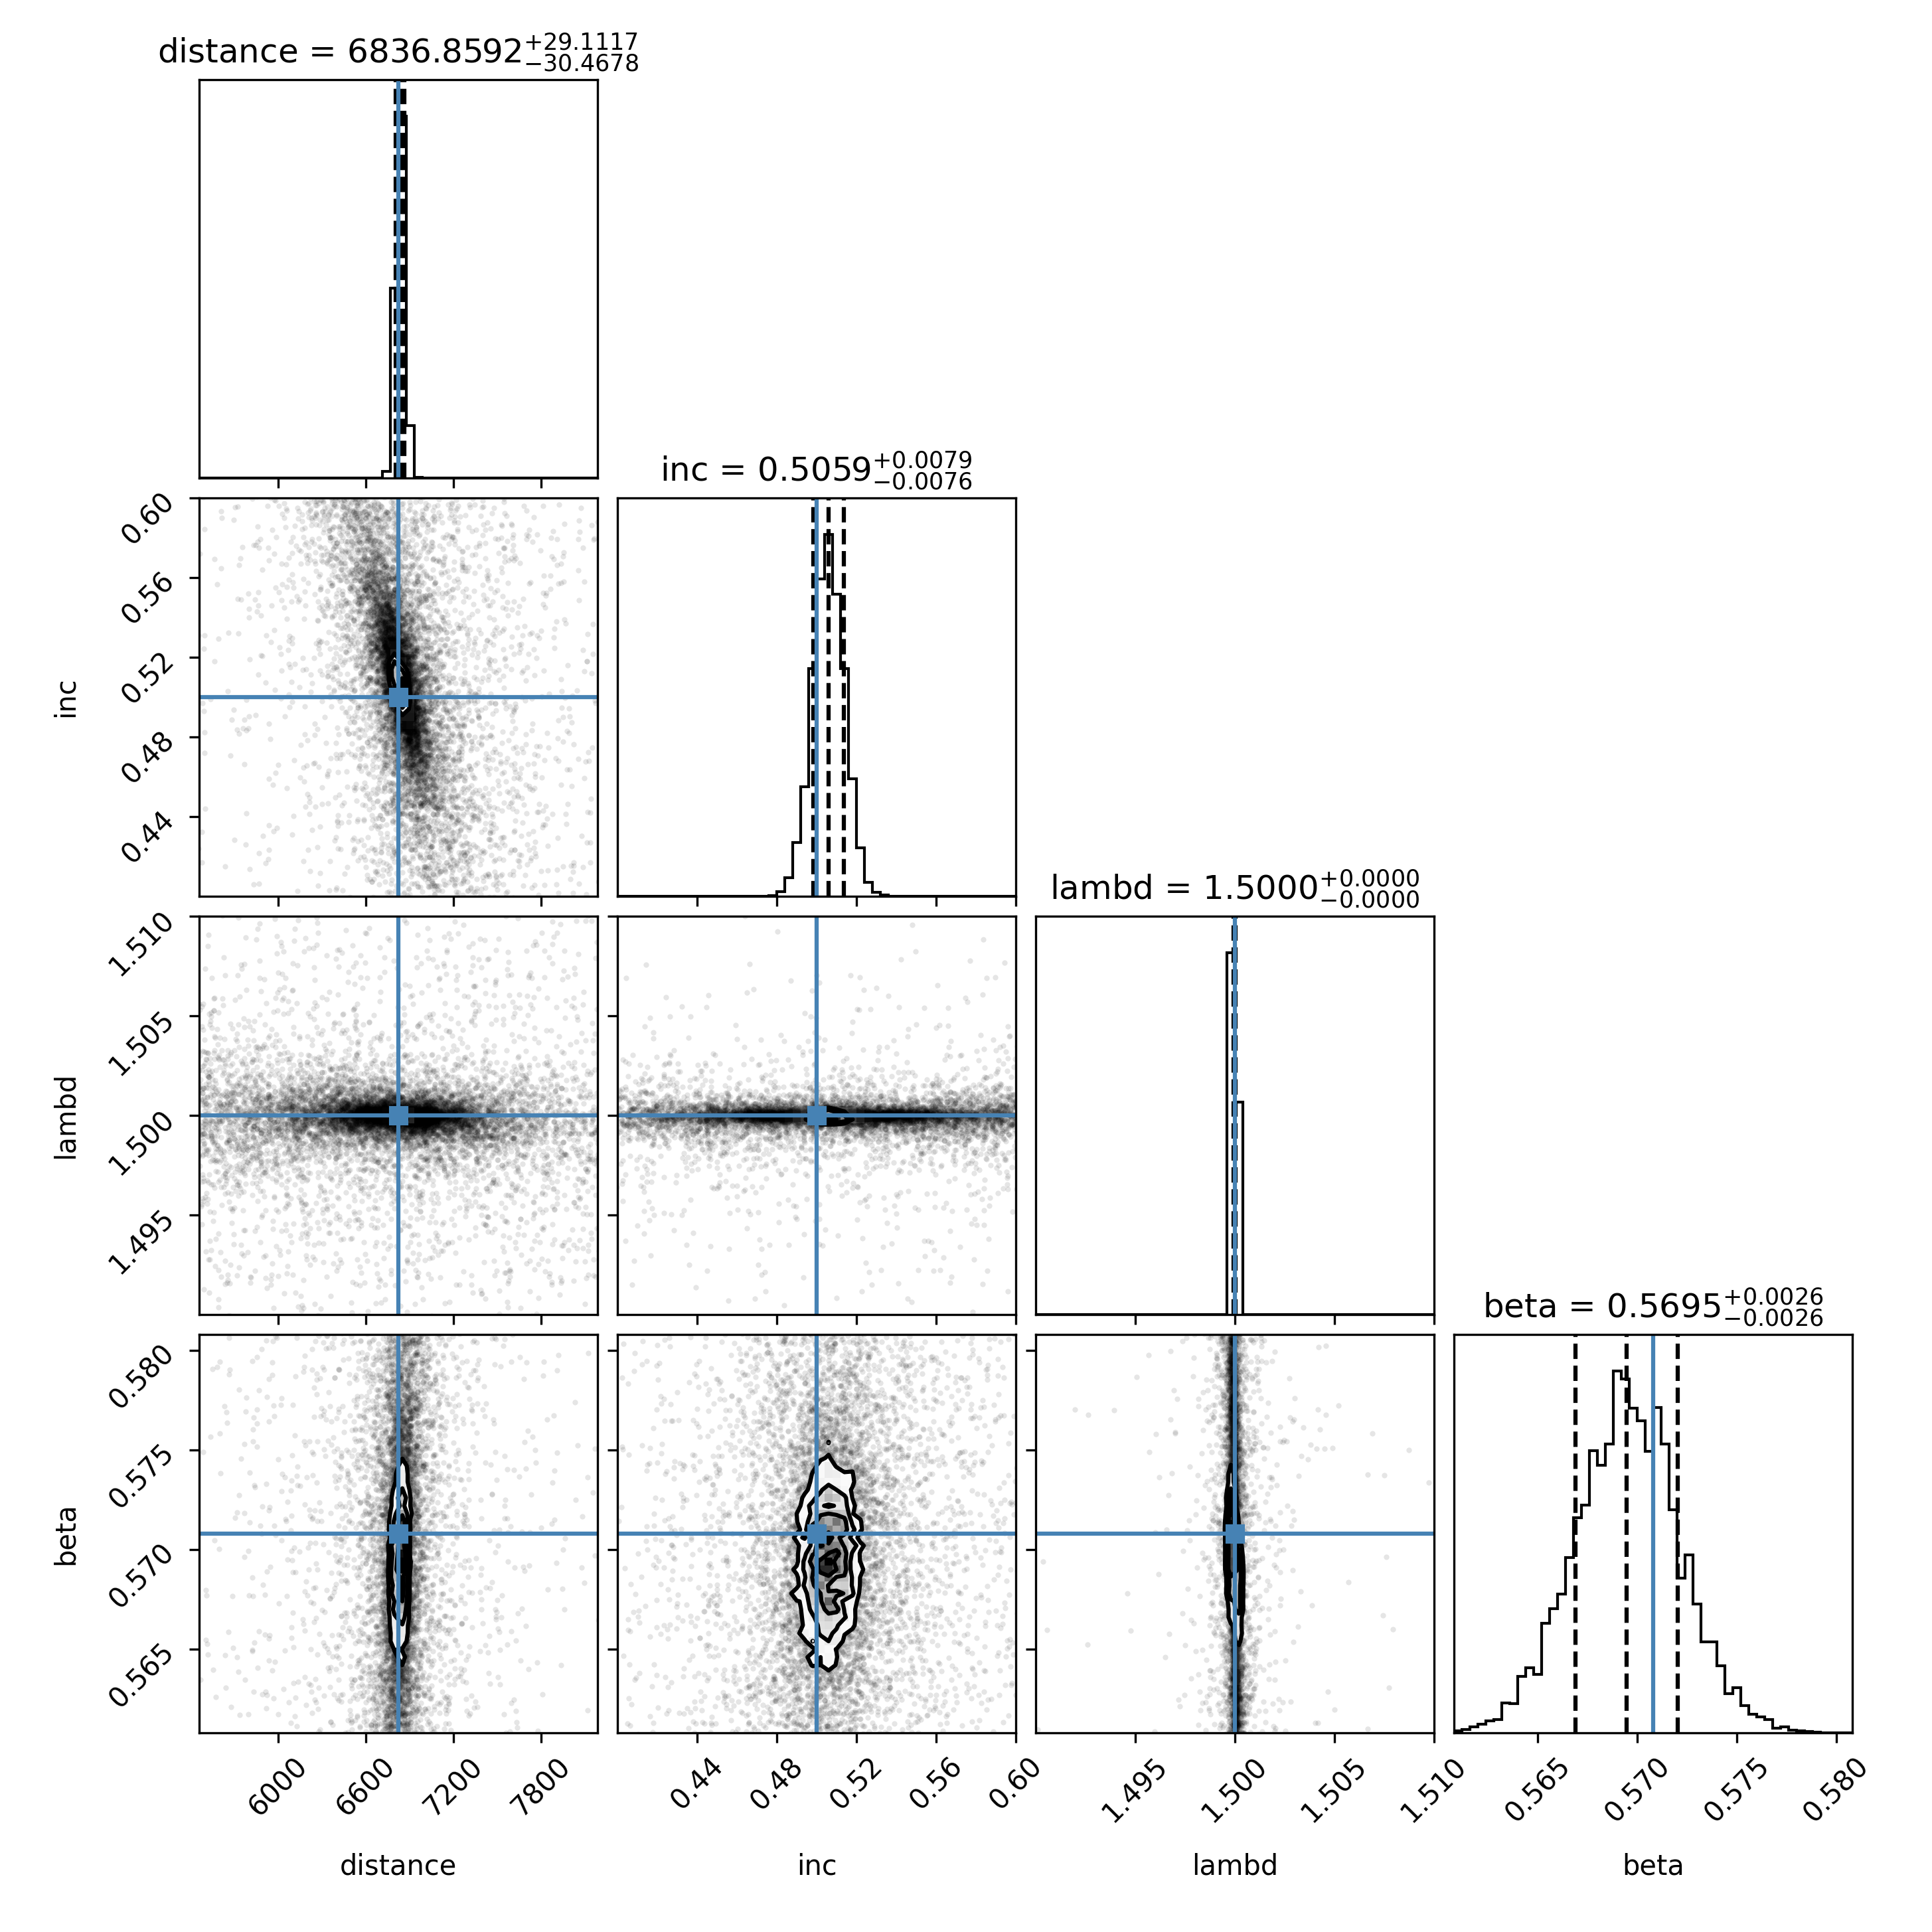 distance = 6836.8592+29.1117−30.4678
inc = 0.5059+0.0079−0.0076
0.60
0.56
0.52
0.48
0.44
inc
lambd = 1.5000+0.0000−0.0000
1.510
1.505
1.500
1.495
lambd
beta = 0.5695+0.0026−0.0026
0.580
0.575
0.570
0.565
beta
6000 6600 7200 7800 0.44 0.48 0.52 0.56 0.60 1.495 1.500 1.505 1.510 0.565 0.570 0.575 0.580
distance inc lambd beta